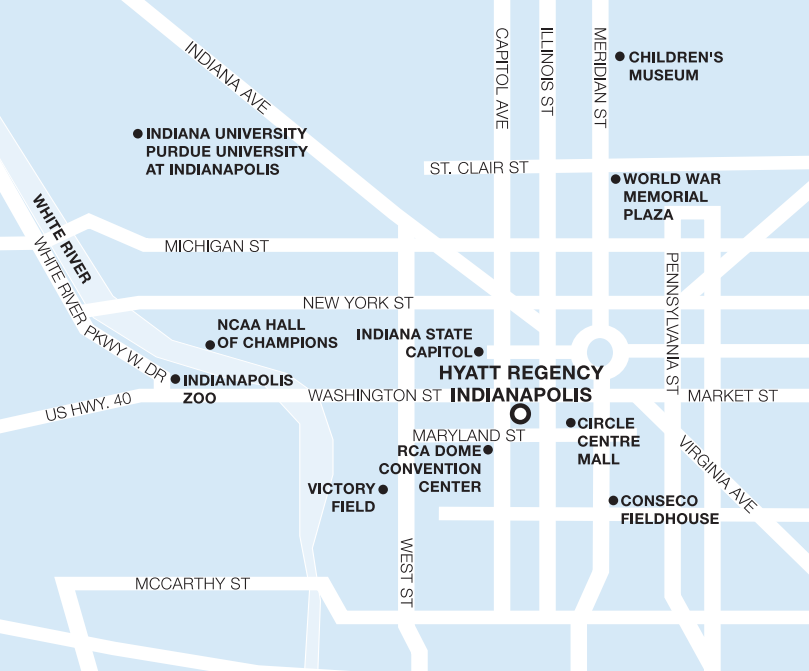 INDIANA AVE
CAPITOL AVE
ILLINOIS ST
MERIDIAN ST
CHILDREN'S
MUSEUM
INDIANA UNIVERSITY
PURDUE UNIVERSITY
AT INDIANAPOLIS
ST. CLAIR ST
WORLD WAR
MEMORIAL
PLAZA
WHITE RIVER
WHITE RIVER PKWY W. DR
MICHIGAN ST
PENNSYLVANIA ST
NEW YORK ST
NCAA HALL
OF CHAMPIONS
INDIANA STATE
CAPITOL
HYATT REGENCY
INDIANAPOLIS
INDIANAPOLIS
ZOO
US HWY. 40
WASHINGTON ST
MARKET ST
MARYLAND ST
CIRCLE
CENTRE
MALL
RCA DOME
CONVENTION
CENTER
VIRGINIA AVE
VICTORY
FIELD
CONSECO
FIELDHOUSE
WEST ST
MCCARTHY ST